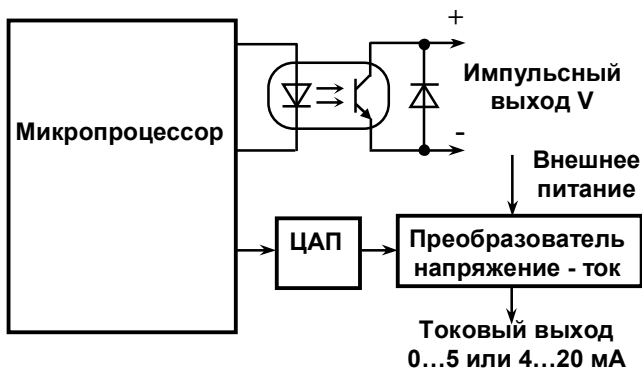 +
Импульсный
выход V
Микропроцессор
-
Внешнее
питание
ЦАП
Преобразователь
напряжение - ток
Токовый выход
0...5 или 4...20 мА